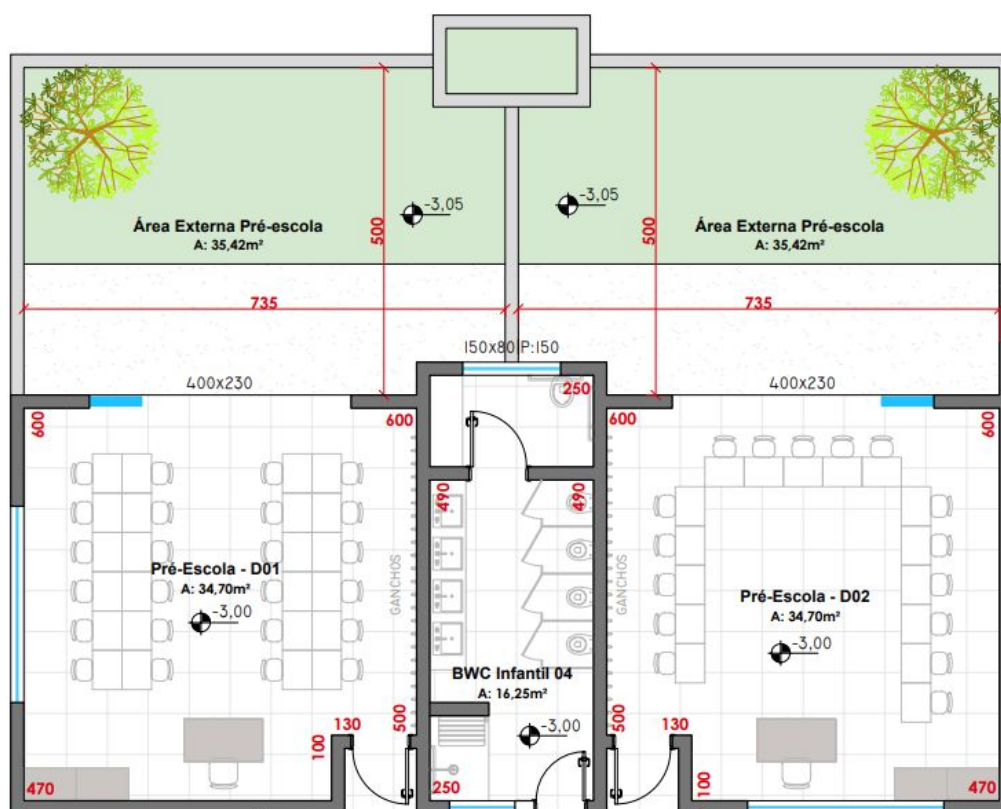 -3,05
-3,05
Área Externa Pré-escola
A: 35,42m²
500
500
Área Externa Pré-escola
A: 35,42m²
735
735
150x80 P:150
400x230
250
400x230
600
600
600
600
490
490
GANCHOS
GANCHOS
Pré-Escola - D01
A: 34,70m²
-3,00
Pré-Escola - D02
A: 34,70m²
-3,00
BWC Infantil 04
A: 16,25m²
-3,00
130
500
500
130
100
100
470
250
470